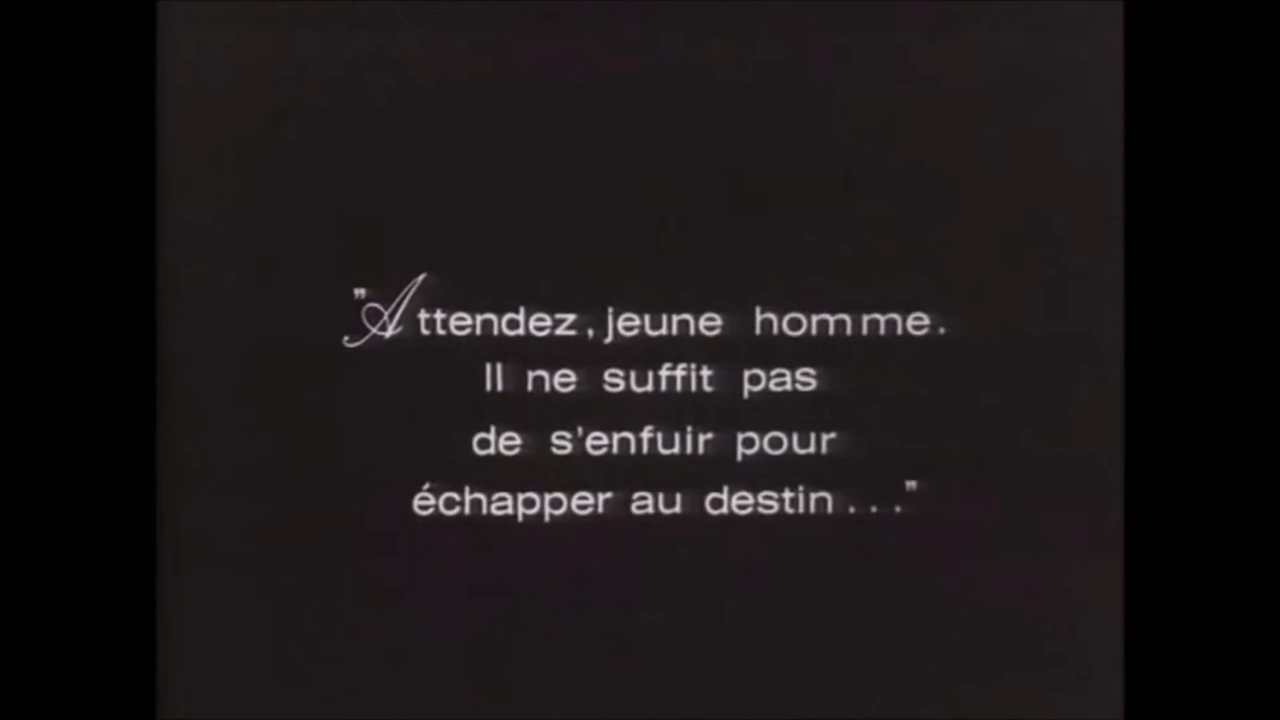 "Attendez, jeune homme.
Il ne suffit pas
de s'enfuir pour
échapper au destin..."